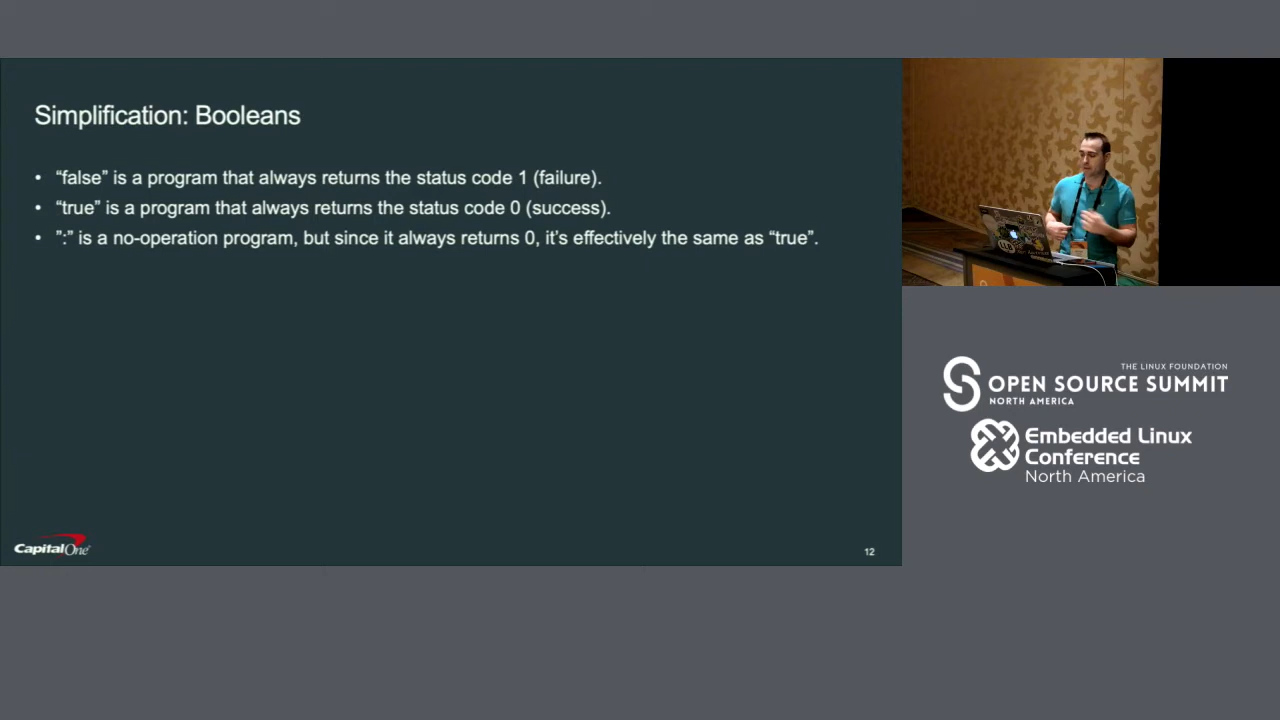 Simplification: Booleans
• “false” is a program that always returns the status code 1 (failure).
• “true” is a program that always returns the status code 0 (success).
• ”:” is a no-operation program, but since it always returns 0, it’s effectively the same as “true”.
CapitalOne
12
THE LINUX FOUNDATION
OPEN SOURCE SUMMIT
NORTH AMERICA
Embedded Linux
Conference
North America